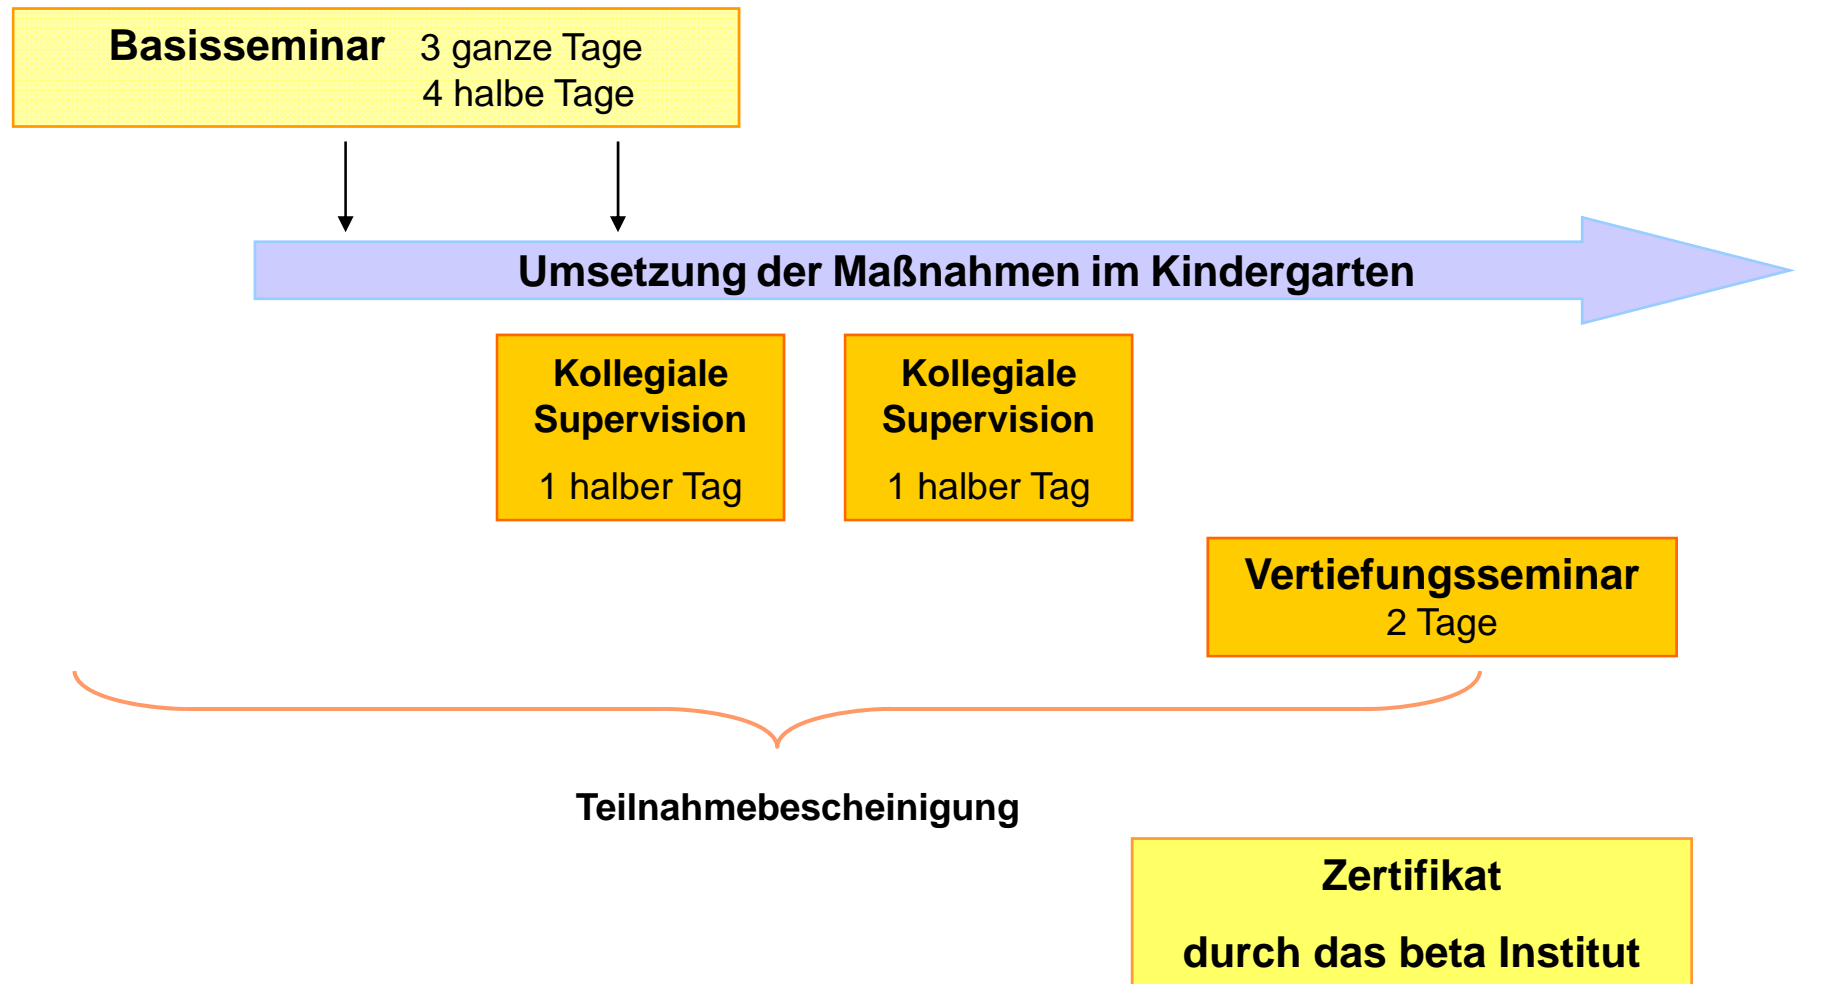 Basisseminar 3 ganze Tage
4 halbe Tage
Umsetzung der Maßnahmen im Kindergarten
Kollegiale
Supervision
1 halber Tag
Kollegiale
Supervision
1 halber Tag
Vertiefungsseminar
2 Tage
Teilnahmebescheinigung
Zertifikat
durch das beta Institut